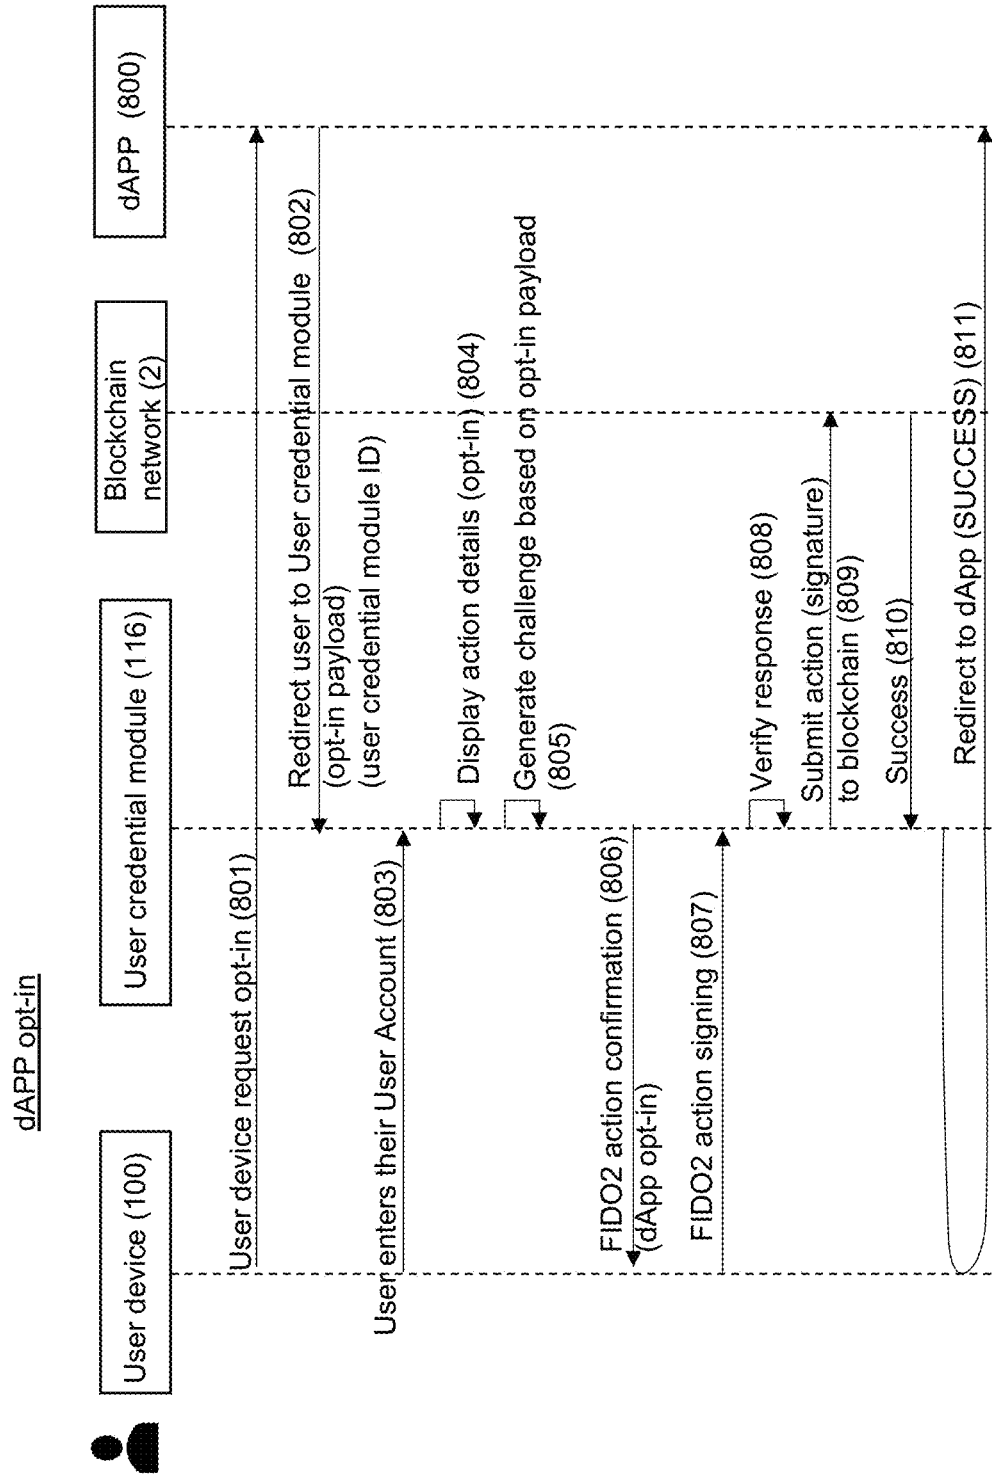 dAPP opt-in
User device (100)
User credential module (116)
Blockchain
network (2)
dAPP (800)
User device request opt-in (801)
Redirect user to User credential module (802)
(opt-in payload)
(user credential module ID)
User enters their User Account (803)
Display action details (opt-in) (804)
Generate challenge based on opt-in payload
(805)
FIDO2 action confirmation (806)
(dApp opt-in)
FIDO2 action signing (807)
Verify response (808)
Submit action (signature)
to blockchain (809)
Success (810)
Redirect to dApp (SUCCESS) (811)